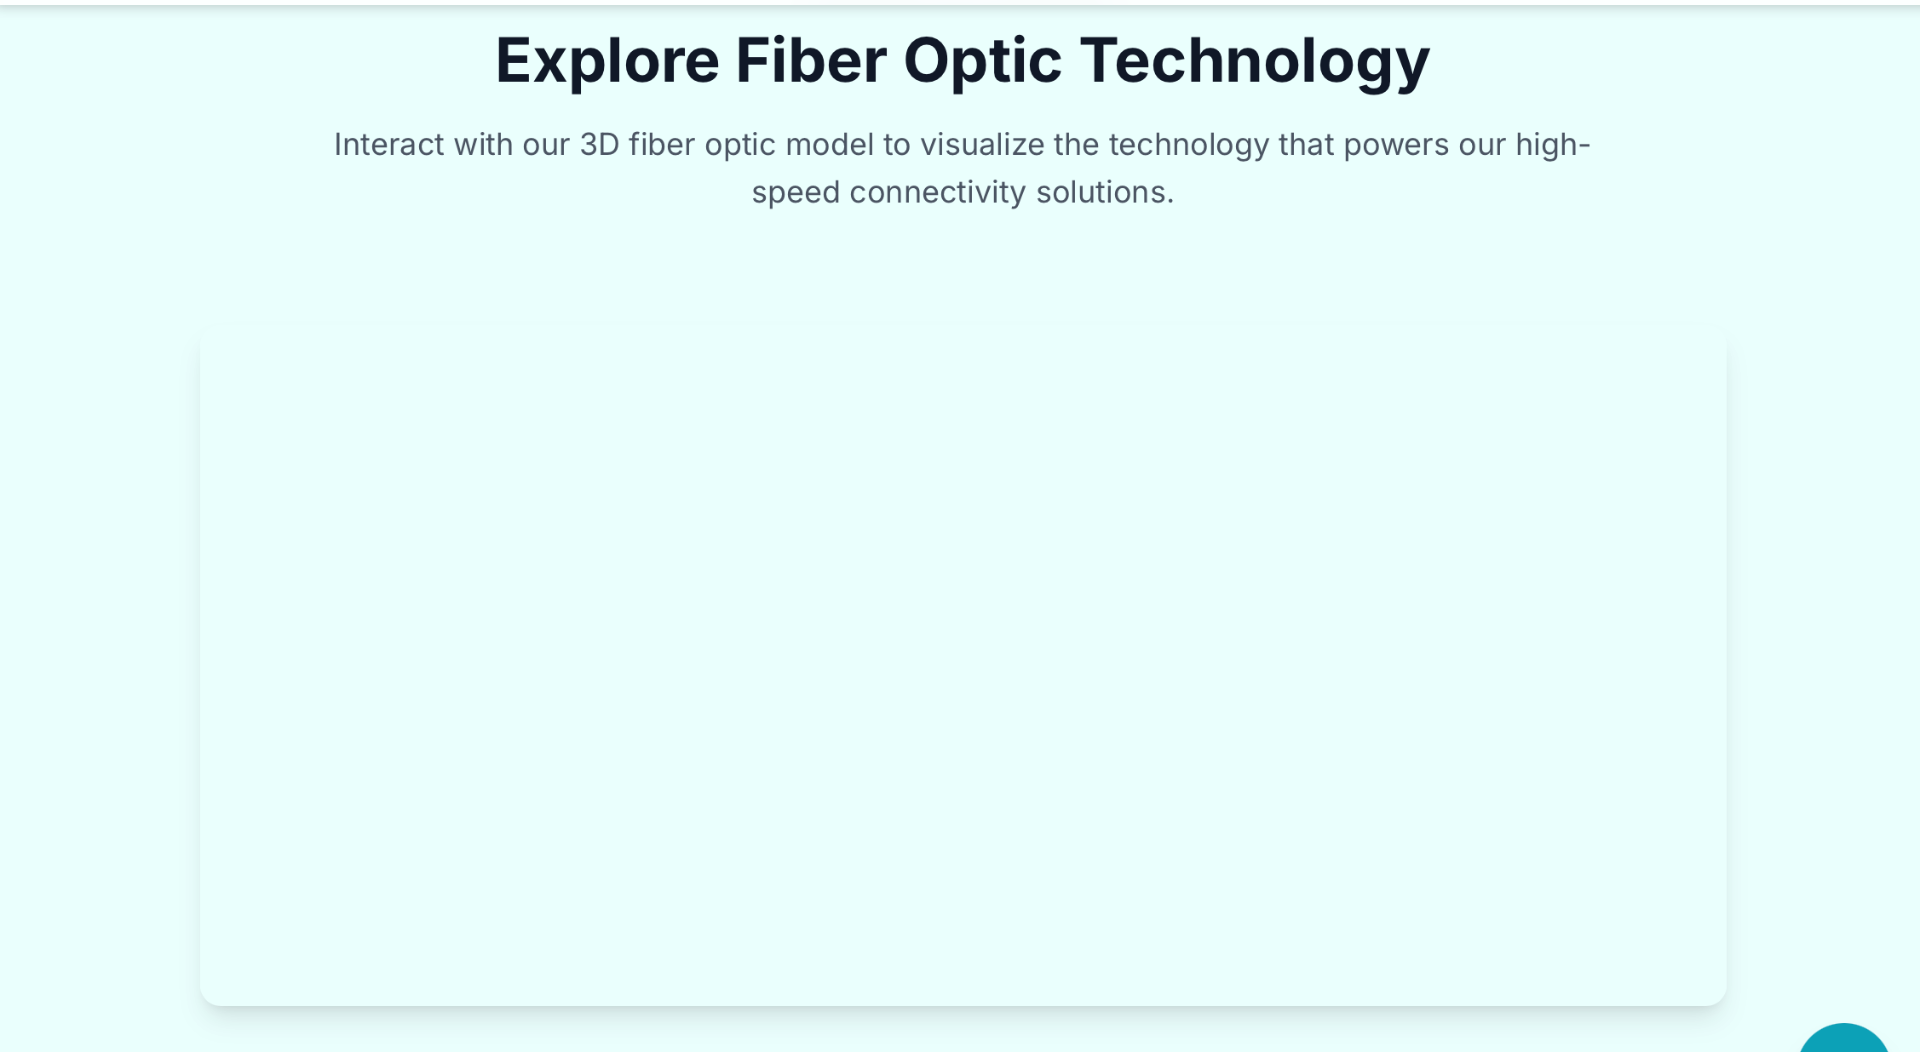 Explore Fiber Optic Technology
Interact with our 3D fiber optic model to visualize the technology that powers our high-
speed connectivity solutions.